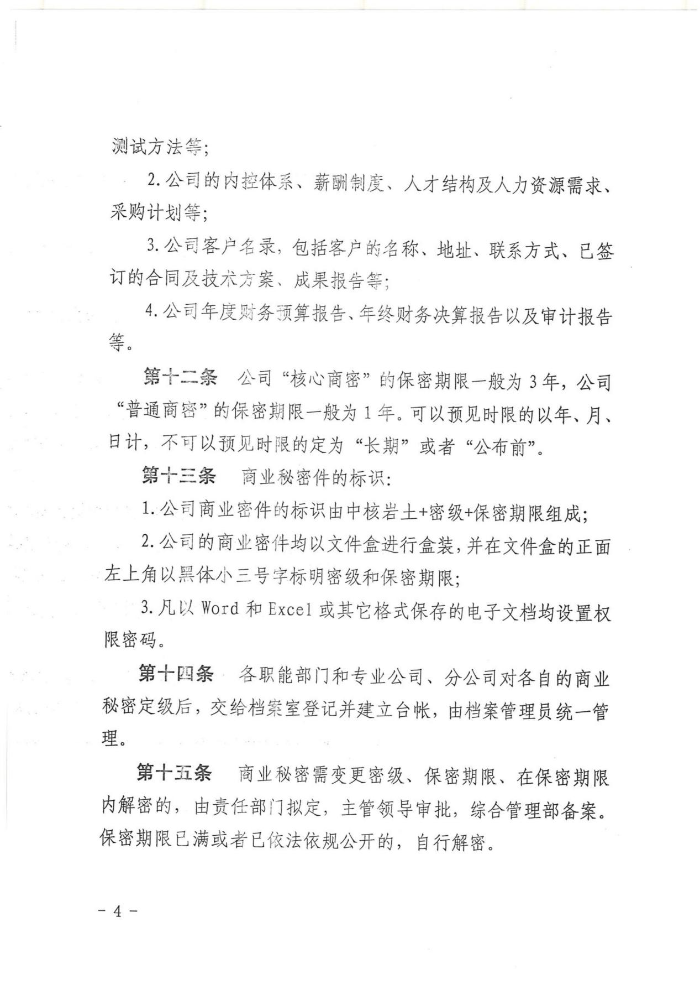 测试方法等;
2.公司的内控体系、薪酬制度、人才结构及人力资源需求、
采购计划等;
3.公司客户名录,包括客户的名称、地址、联系方式、已签
订的合同及技术方案、成果报告等;
4.公司年度财务预算报告、年终财务决算报告以及审计报告
等。
第十二条 公司“核心商密”的保密期限一般为3年,公司
“普通商密”的保密期限一般为1年。可以预见时限的以年、月、
日计,不可以预见时限的定为“长期”或者“公布前”。
第十三条 商业秘密件的标识:
1.公司商业密件的标识由中核岩土+密级+保密期限组成;
2.公司的商业密件均以文件盒进行盒装,并在文件盒的正面
左上角以黑体小三号字标明密级和保密期限;
3.凡以Word和Excel或其它格式保存的电子文档均设置权
限密码。
第十四条 各职能部门和专业公司、分公司对各自的商业
秘密定级后,交给档案室登记并建立台帐,由档案管理员统一管
理。
第十五条 商业秘密需变更密级、保密期限、在保密期限
内解密的,由责任部门拟定,主管领导审批,综合管理部备案。
保密期限已满或者已依法依规公开的,自行解密。
- 4 -